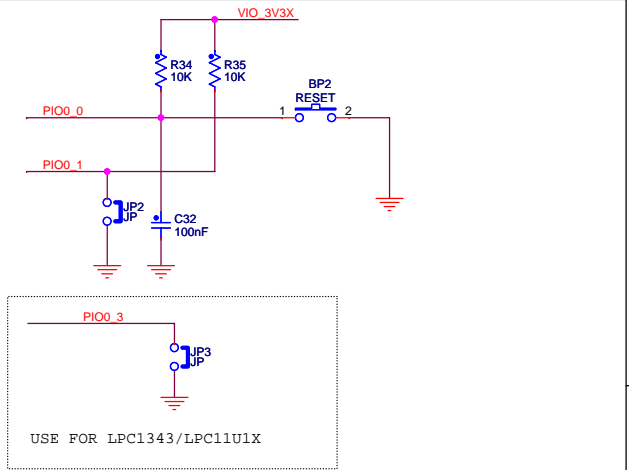 VIO_3V3X
R34
10K
R35
10K
BP2
RESET
PIO0_0
1
2
PIO0_1
JP2
JP
C32
100nF
PIO0_3
JP3
JP
USE FOR LPC1343/LPC11U1X